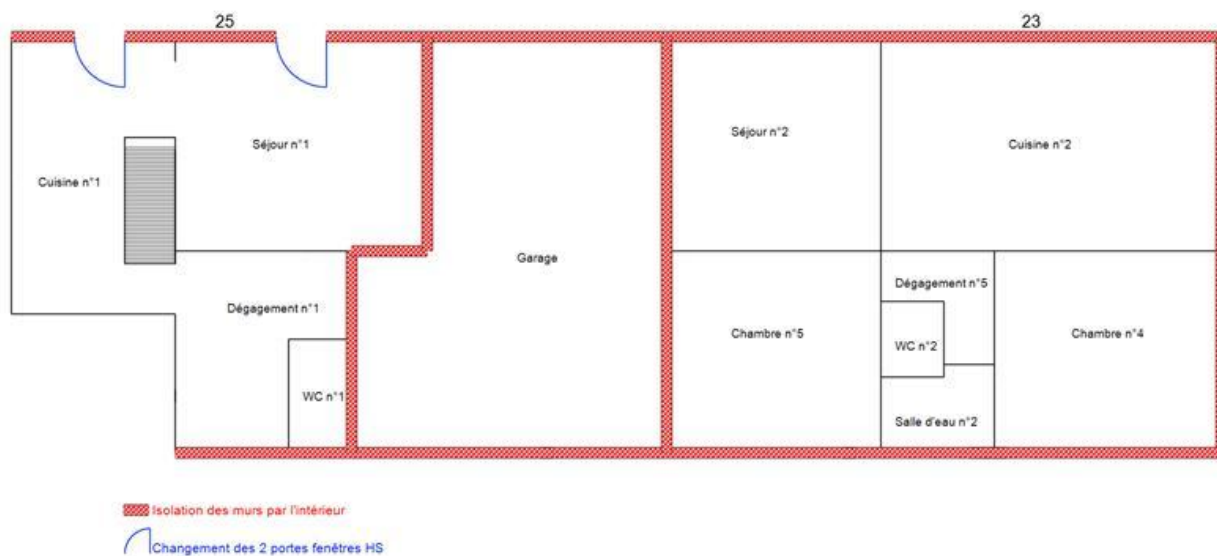 25
23
Séjour n°1
Séjour n°2
Cuisine n°2
Cuisine n°1
Garage
Dégagement n°1
Dégagement n°5
Chambre n°5
WC n°2
Chambre n°4
WC n°1
Salle d'eau n°2
Isolation des murs par l'intérieur
Changement des 2 portes fenêtres HS